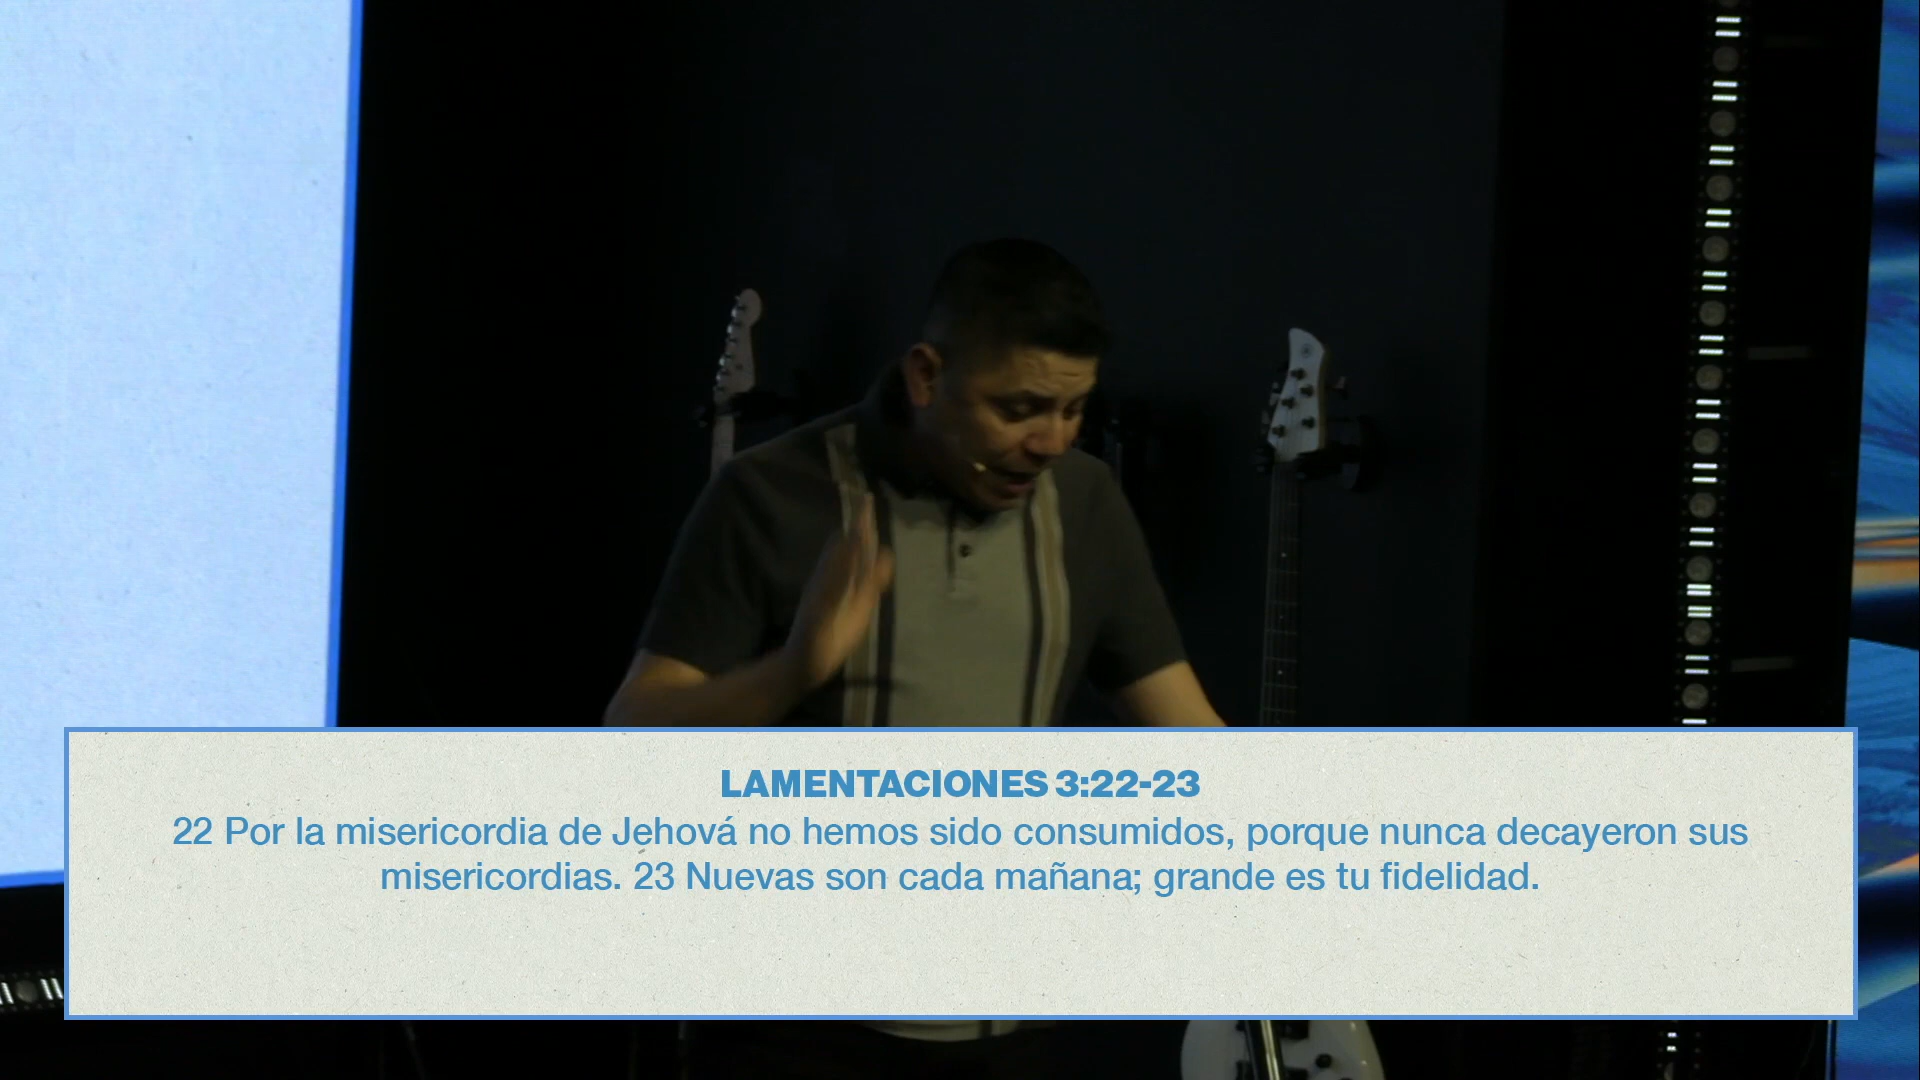 LAMENTACIONES 3:22-23
22 Por la misericordia de Jehová no hemos sido consumidos, porque nunca decayeron sus
misericordias. 23 Nuevas son cada mañana; grande es tu fidelidad.